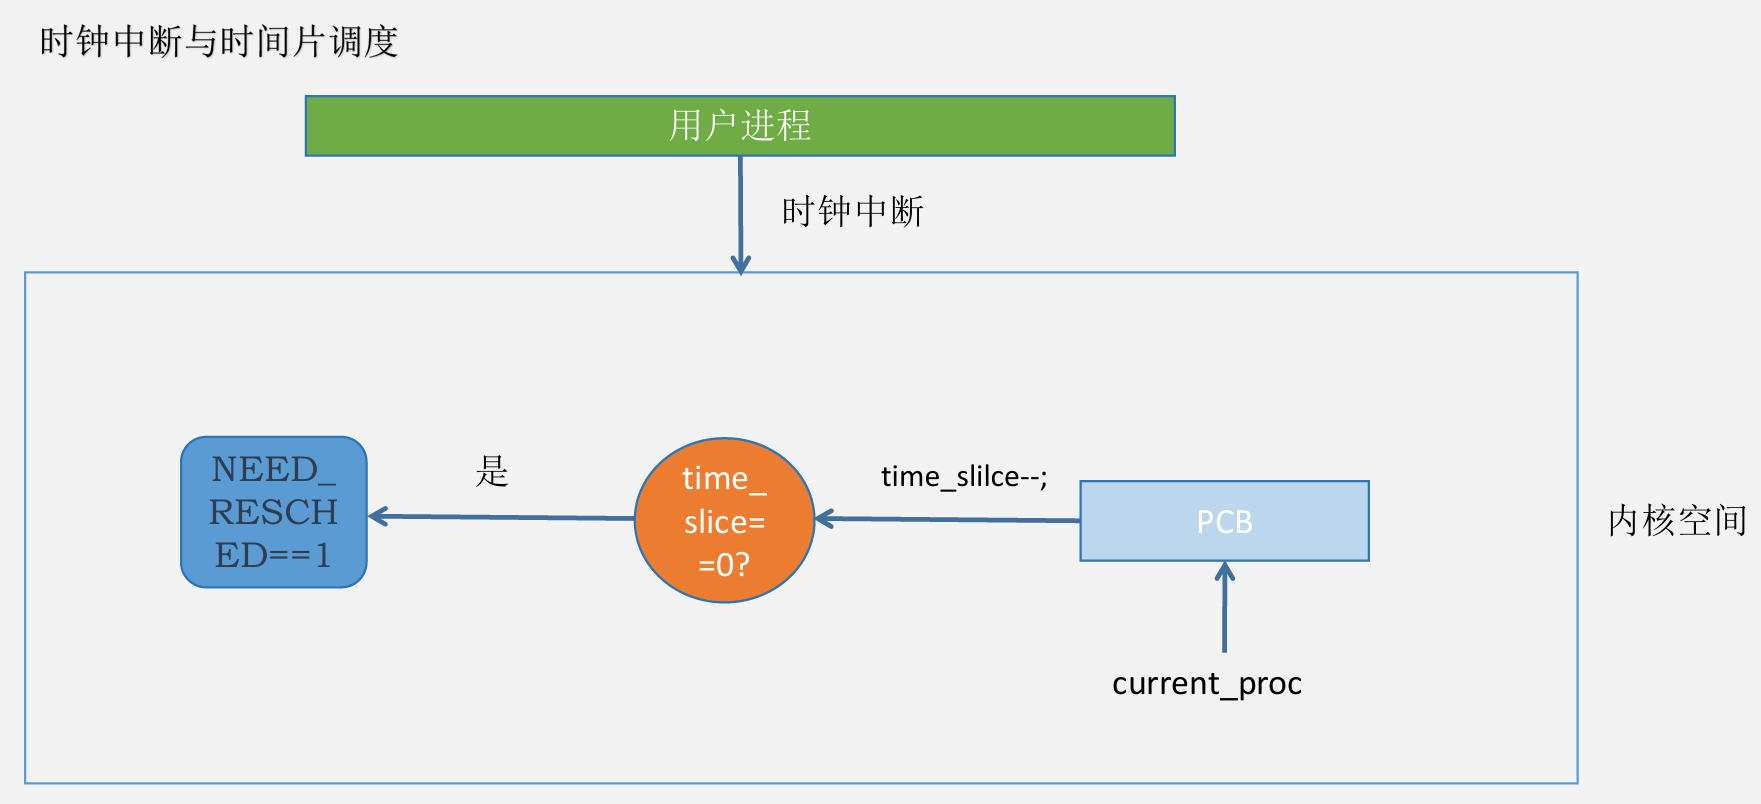 时钟中断与时间片调度
用户进程
时钟中断
NEED_
RESCH
ED==1
是
time_
slice=
=0?
time_slilce--;
PCB
current_proc
内核空间